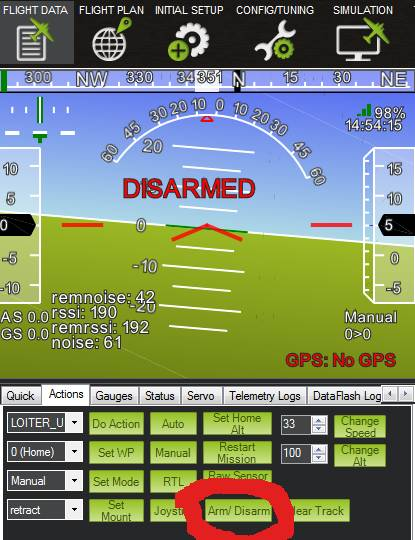 FLIGHT DATA FLIGHT PLAN INITIAL SETUP CONFIG/TUNING SIMULATION
300 NW 330 34 351 N 15 30 NE
60 45 30 20 10 0 10 20 30 45 60
98%
14:54:15
20
DISARMED
15 10 5 0 -5 -10
0
-10
-20
15 10 5 5 0 -5
AS 0.0
GS 0.0
remnoise: 42
rssi: 190
remrssi: 192
noise: 61
Manual
0>0
GPS: No GPS
Quick Actions Gauges Status Servo Telemetry Logs DataFlash Log
LOITER_U Do Action Auto Set Home Alt 33 Change Speed
0 (Home) Set WP Manual Restart Mission 100 Change Alt
Manual Set Mode RTL Raw Sensor
retract Set Mount Joysti Arm/ Disarm lear Track